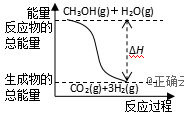 能量
CH₃OH(g)+ H₂O(g)
反应物的
总能量
ΔH
生成物的
总能量
CO₂(g)+3H₂(g)
@正确云
反应过程